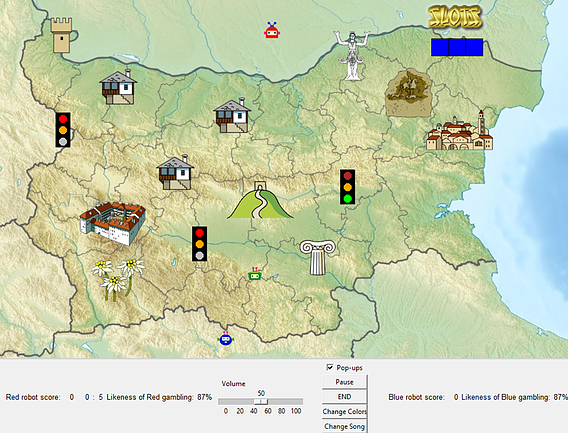 SLOTS
Pop-ups
Volume
50
0 20 40 60 80 100
Pause
END
Change Colors
Change Song
Red robot score: 0 0 : 5 Likeness of Red gambling: 87%
Blue robot score: 0 Likeness of Blue gambling: 87%